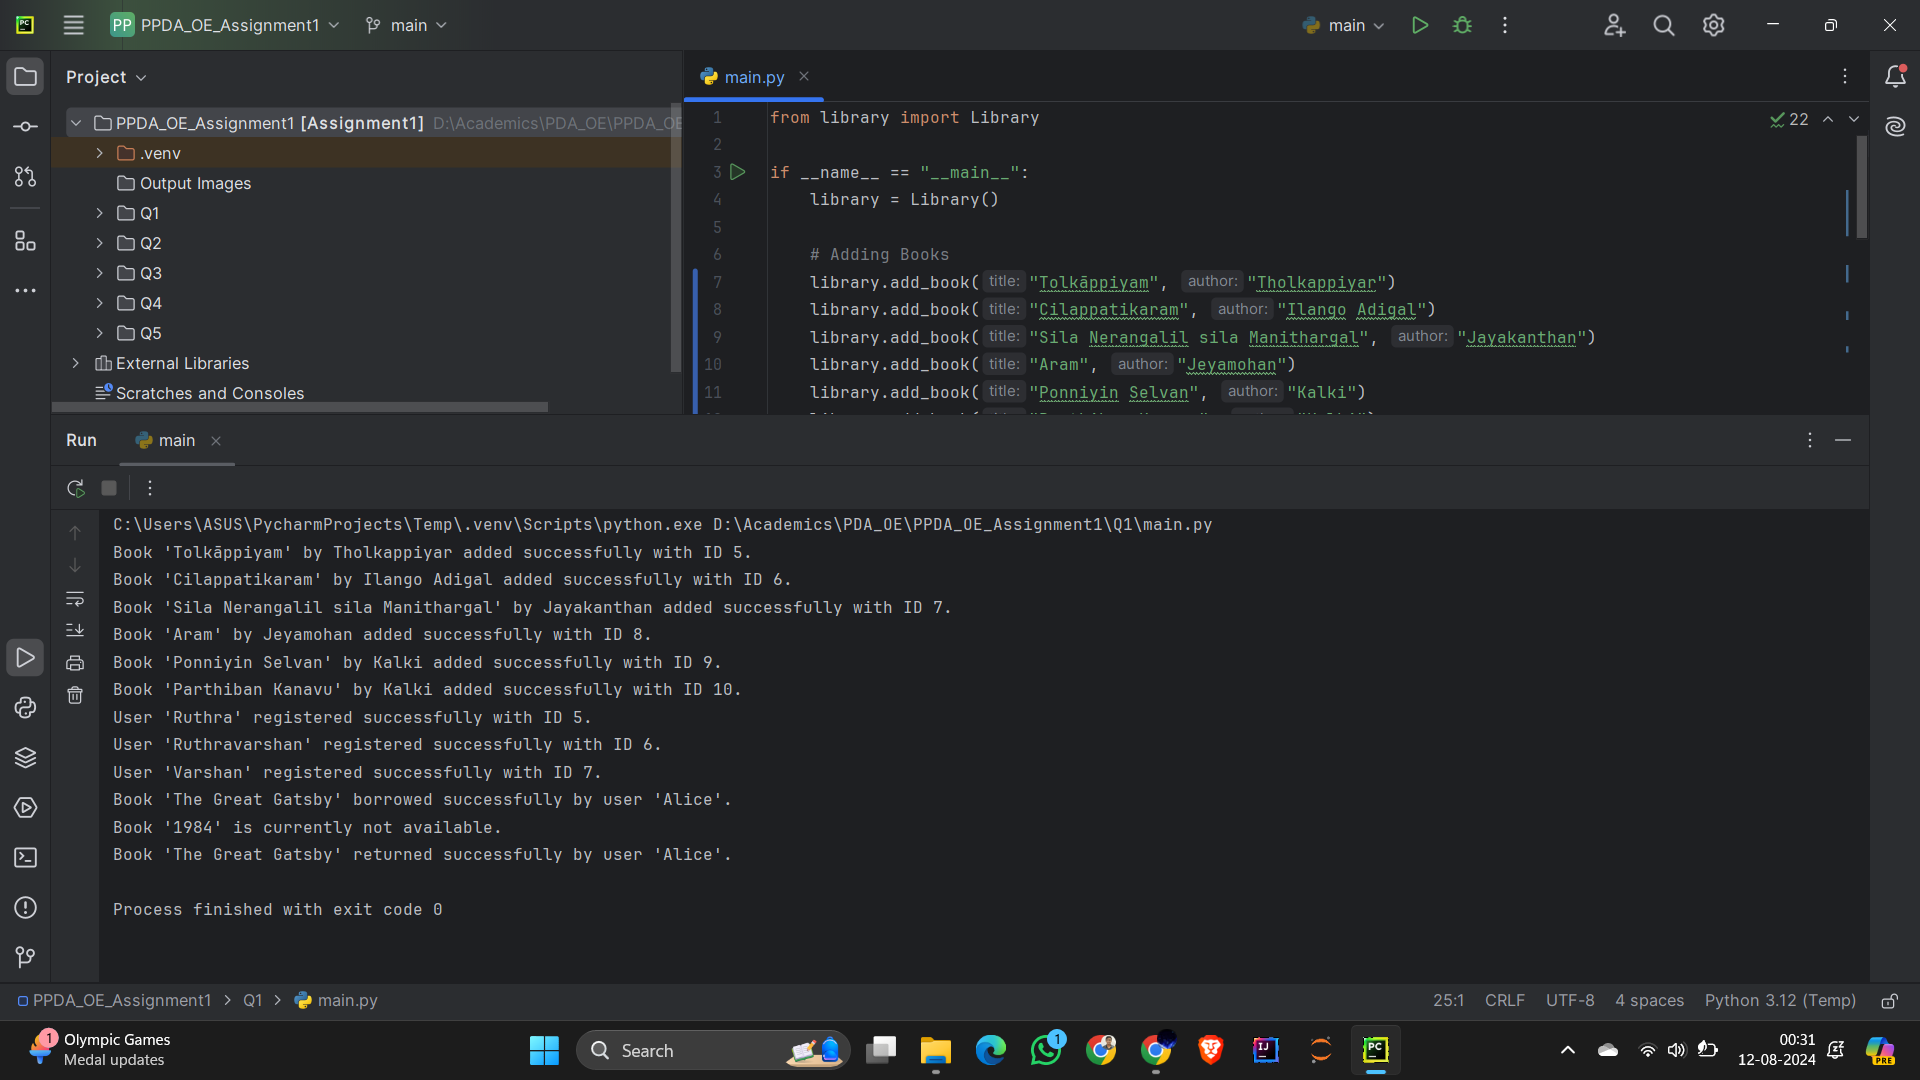 PP PPDA_OE_Assignment1 main main
Project
main.py
PPDA_OE_Assignment1 [Assignment1] D:\Academics\PDA_OE\PPDA_OE
.venv
Output Images
Q1
Q2
Q3
Q4
Q5
External Libraries
Scratches and Consoles
22
1 from library import Library
2
3 if __name__ == "__main__":
4 library = Library()
5
6 # Adding Books
7 library.add_book( title: "Tolkāppiyam", author: "Tholkappiyar")
8 library.add_book( title: "Cilappatikaram", author: "Ilango Adigal")
9 library.add_book( title: "Sila Nerangalil sila Manithargal", author: "Jayakanthan")
10 library.add_book( title: "Aram", author: "Jeyamohan")
11 library.add_book( title: "Ponniyin Selvan", author: "Kalki")
Run main
C:\Users\ASUS\PycharmProjects\Temp\.venv\Scripts\python.exe D:\Academics\PDA_OE\PPDA_OE_Assignment1\Q1\main.py
Book 'Tolkāppiyam' by Tholkappiyar added successfully with ID 5.
Book 'Cilappatikaram' by Ilango Adigal added successfully with ID 6.
Book 'Sila Nerangalil sila Manithargal' by Jayakanthan added successfully with ID 7.
Book 'Aram' by Jeyamohan added successfully with ID 8.
Book 'Ponniyin Selvan' by Kalki added successfully with ID 9.
Book 'Parthiban Kanavu' by Kalki added successfully with ID 10.
User 'Ruthra' registered successfully with ID 5.
User 'Ruthravarshan' registered successfully with ID 6.
User 'Varshan' registered successfully with ID 7.
Book 'The Great Gatsby' borrowed successfully by user 'Alice'.
Book '1984' is currently not available.
Book 'The Great Gatsby' returned successfully by user 'Alice'.
Process finished with exit code 0
PPDA_OE_Assignment1 > Q1 > main.py
25:1 CRLF UTF-8 4 spaces Python 3.12 (Temp)
1
Olympic Games
Medal updates
Search
1
IJ
PC
00:31
12-08-2024
PRE